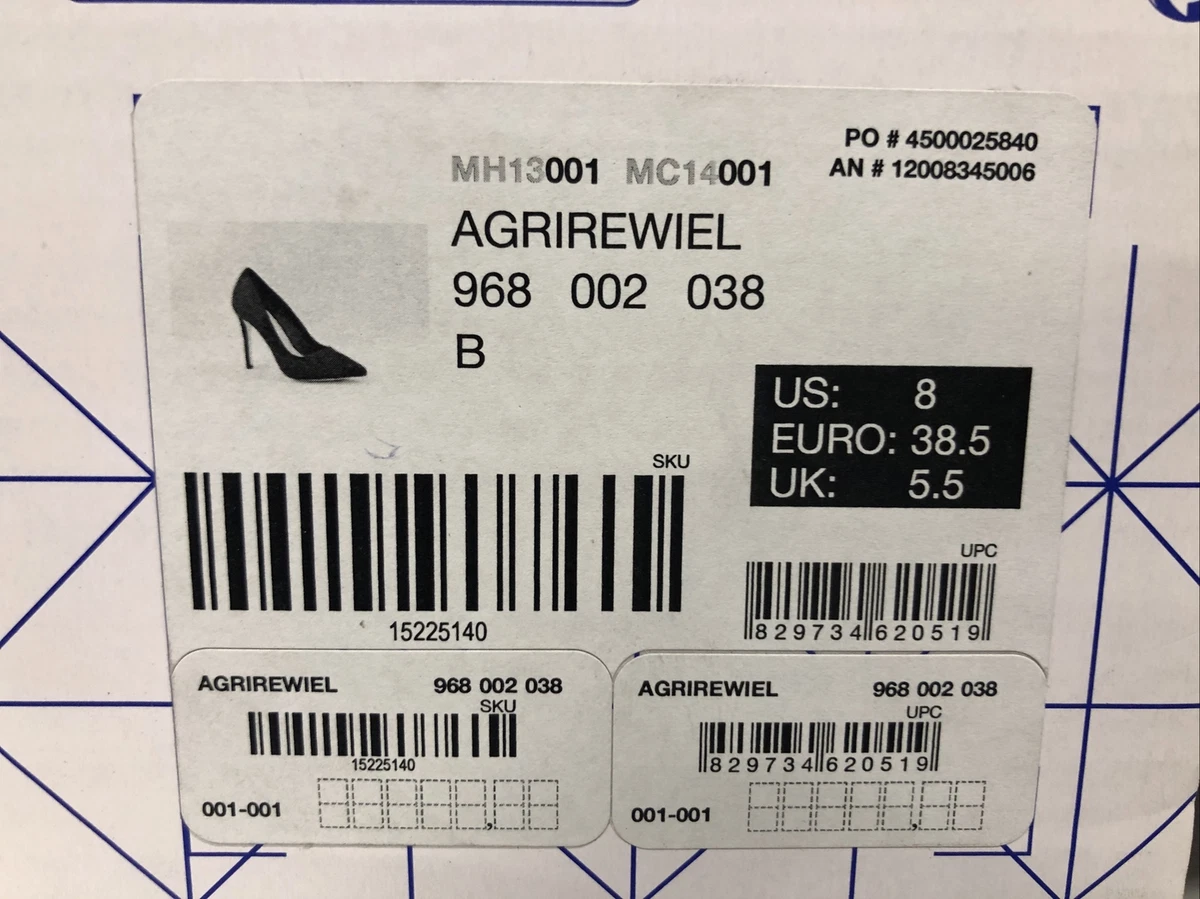 PO # 4500025840
AN # 12008345006
MH13001 MC14001
AGRIREWIEL
968 002 038
B
US: 8
EURO: 38.5
UK: 5.5
SKU
15225140
UPC
829734620519
AGRIREWIEL 968 002 038
SKU
15225140
001-001
,
AGRIREWIEL 968 002 038
UPC
829734620519
001-001
,